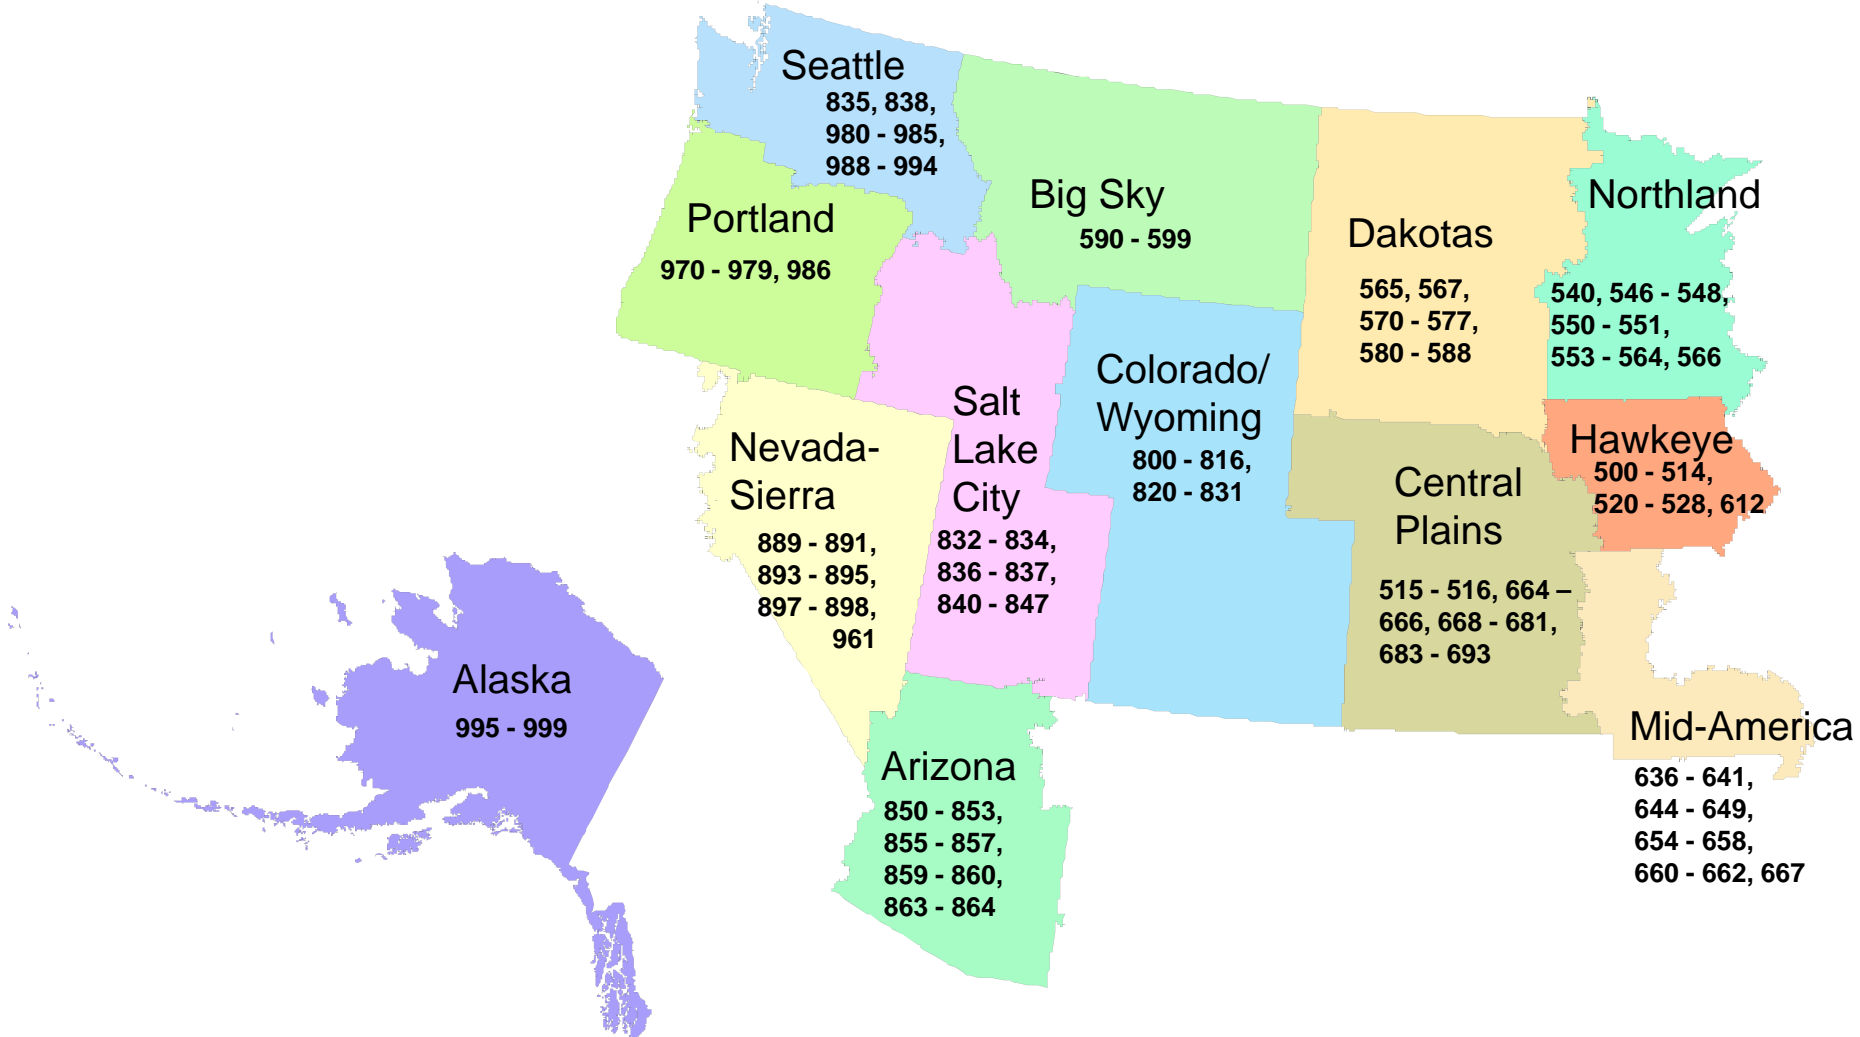 Seattle
835, 838,
980 - 985,
988 - 994
Portland
970 - 979, 986
Big Sky
590 - 599
Dakotas
565, 567,
570 - 577,
580 - 588
Northland
540, 546 - 548,
550 - 551,
553 - 564, 566
Nevada-
Sierra
889 - 891,
893 - 895,
897 - 898,
961
Salt
Lake
City
832 - 834,
836 - 837,
840 - 847
Colorado/
Wyoming
800 - 816,
820 - 831
Central
Plains
515 - 516, 664 –
666, 668 - 681,
683 - 693
Hawkeye
500 - 514,
520 - 528, 612
Alaska
995 - 999
Arizona
850 - 853,
855 - 857,
859 - 860,
863 - 864
Mid-America
636 - 641,
644 - 649,
654 - 658,
660 - 662, 667